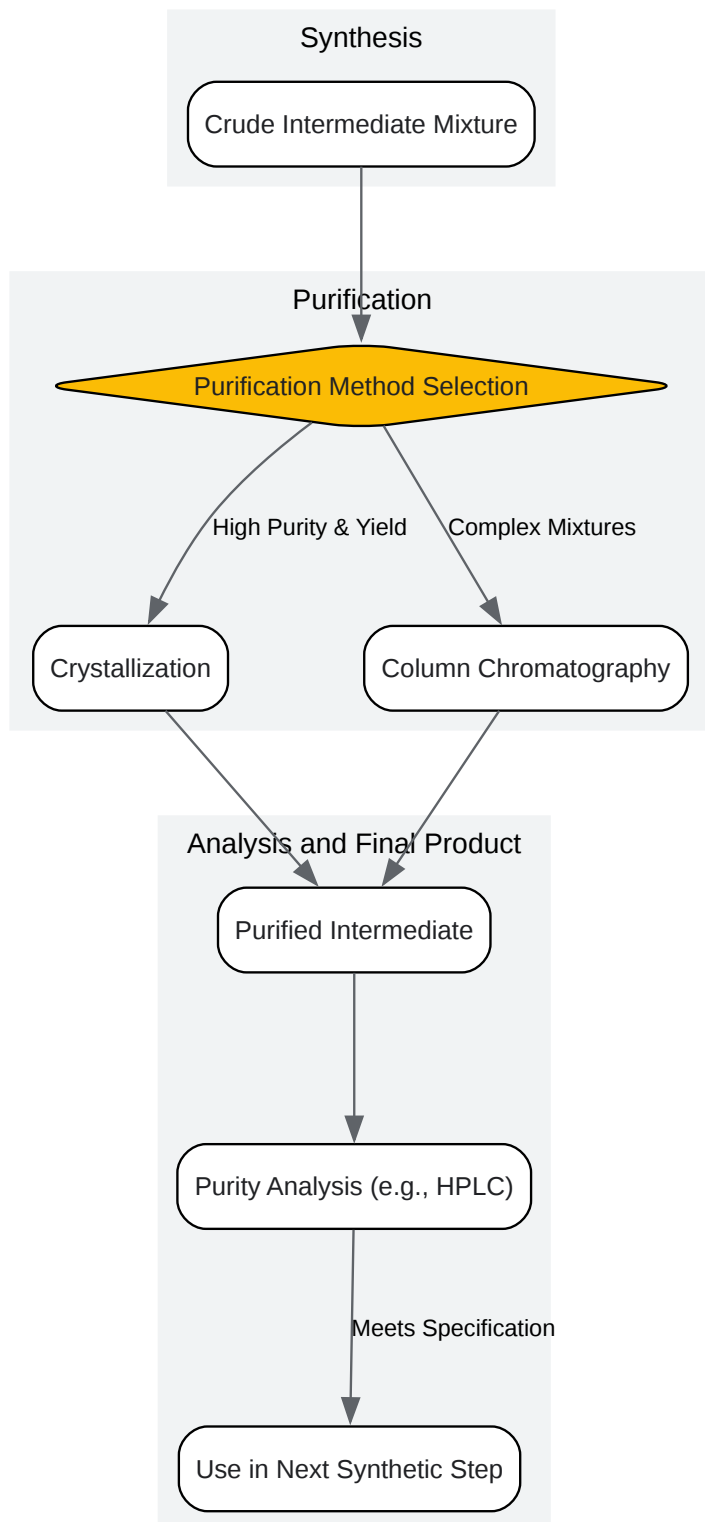 Synthesis
Crude Intermediate Mixture
Purification
Purification Method Selection
High Purity & Yield
Complex Mixtures
Crystallization
Column Chromatography
Analysis and Final Product
Purified Intermediate
Purity Analysis (e.g., HPLC)
Meets Specification
Use in Next Synthetic Step